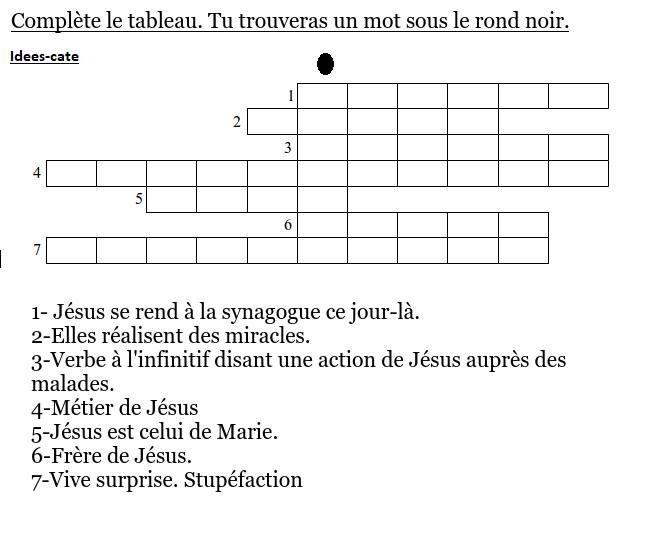 Complète le tableau. Tu trouveras un mot sous le rond noir.
Idees-cate
1
2
3
4
5
6
7
1- Jésus se rend à la synagogue ce jour-là.
2-Elles réalisent des miracles.
3-Verbe à l'infinitif disant une action de Jésus auprès des
malades.
4-Métier de Jésus
5-Jésus est celui de Marie.
6-Frère de Jésus.
7-Vive surprise. Stupéfaction